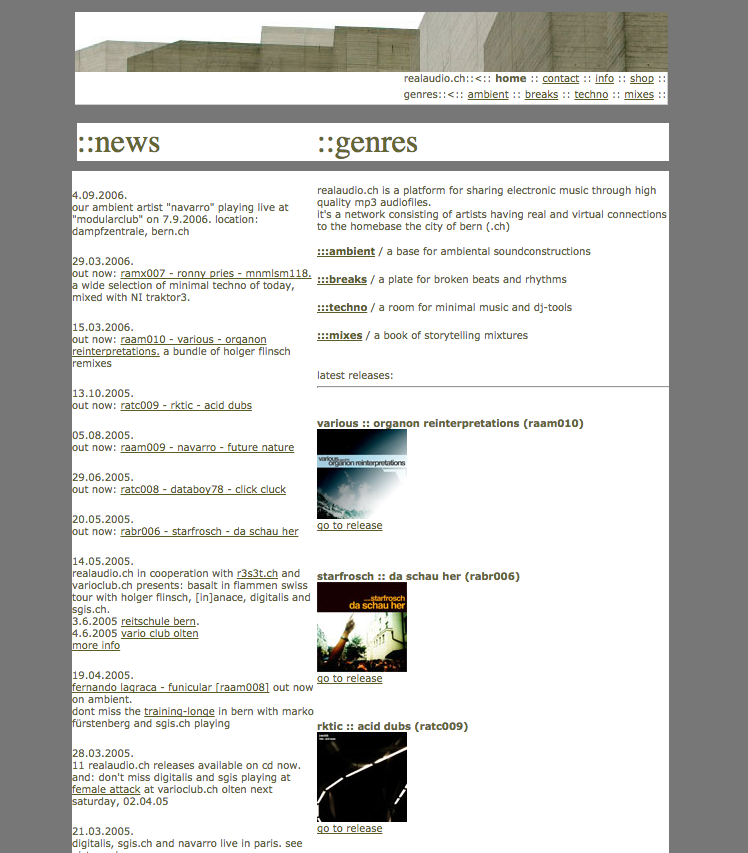 realaudio.ch::<:: home :: contact :: info :: shop ::
genres::<:: ambient :: breaks :: techno :: mixes ::
::news
4.09.2006.
our ambient artist "navarro" playing live at
"modularclub" on 7.9.2006. location:
dampfzentrale, bern.ch
29.03.2006.
out now: ramx007 - ronny pries - mnmlsm118.
a wide selection of minimal techno of today,
mixed with NI traktor3.
15.03.2006.
out now: raam010 - various - organon
reinterpretations. a bundle of holger flinsch
remixes
13.10.2005.
out now: ratc009 - rktic - acid dubs
05.08.2005.
out now: raam009 - navarro - future nature
29.06.2005.
out now: ratc008 - databoy78 - click cluck
20.05.2005.
out now: rabr006 - starfrosch - da schau her
14.05.2005.
realaudio.ch in cooperation with r3s3t.ch and
varioclub.ch presents: basalt in flammen swiss
tour with holger flinsch, [in]anace, digitalis and
sgis.ch.
3.6.2005 reitschule bern.
4.6.2005 vario club olten
more info
19.04.2005.
fernando lagraca - funicular [raam008] out now
on ambient.
dont miss the training-longe in bern with marko
fürstenberg and sgis.ch playing
28.03.2005.
11 realaudio.ch releases available on cd now.
and: don't miss digitalis and sgis playing at
female attack at varioclub.ch olten next
saturday, 02.04.05
21.03.2005.
digitalis, sgis.ch and navarro live in paris. see
::genres
realaudio.ch is a platform for sharing electronic music through high
quality mp3 audiofiles.
it's a network consisting of artists having real and virtual connections
to the homebase the city of bern (.ch)
:::ambient / a base for ambiental soundconstructions
:::breaks / a plate for broken beats and rhythms
:::techno / a room for minimal music and dj-tools
:::mixes / a book of storytelling mixtures
latest releases:
various :: organon reinterpretations (raam010)
various
organon reinterpretations
go to release
starfrosch :: da schau her (rabr006)
....starfrosch
da schau her
go to release
rktic :: acid dubs (ratc009)
go to release